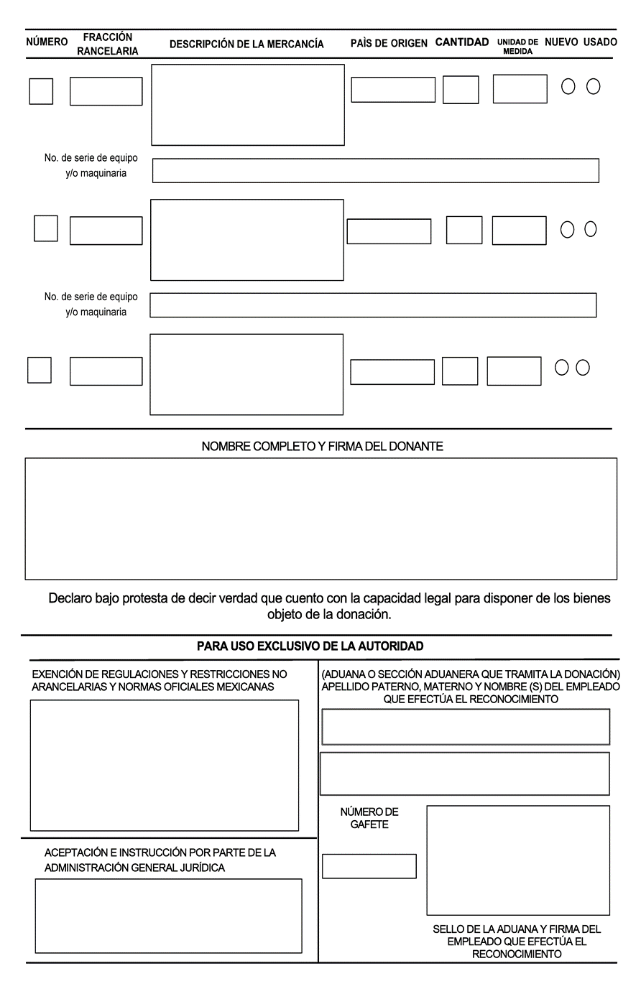 NÚMERO FRACCIÓN RANCELARIA DESCRIPCIÓN DE LA MERCANCÍA PAÌS DE ORIGEN CANTIDAD UNIDAD DE MEDIDA NUEVO USADO
No. de serie de equipo
y/o maquinaria
No. de serie de equipo
y/o maquinaria
NOMBRE COMPLETO Y FIRMA DEL DONANTE
Declaro bajo protesta de decir verdad que cuento con la capacidad legal para disponer de los bienes
objeto de la donación.
PARA USO EXCLUSIVO DE LA AUTORIDAD
EXENCIÓN DE REGULACIONES Y RESTRICCIONES NO
ARANCELARIAS Y NORMAS OFICIALES MEXICANAS
(ADUANA O SECCIÓN ADUANERA QUE TRAMITA LA DONACIÓN)
APELLIDO PATERNO, MATERNO Y NOMBRE (S) DEL EMPLEADO
QUE EFECTÚA EL RECONOCIMIENTO
NÚMERO DE
GAFETE
ACEPTACIÓN E INSTRUCCIÓN POR PARTE DE LA
ADMINISTRACIÓN GENERAL JURÍDICA
SELLO DE LA ADUANA Y FIRMA DEL
EMPLEADO QUE EFECTÚA EL
RECONOCIMIENTO